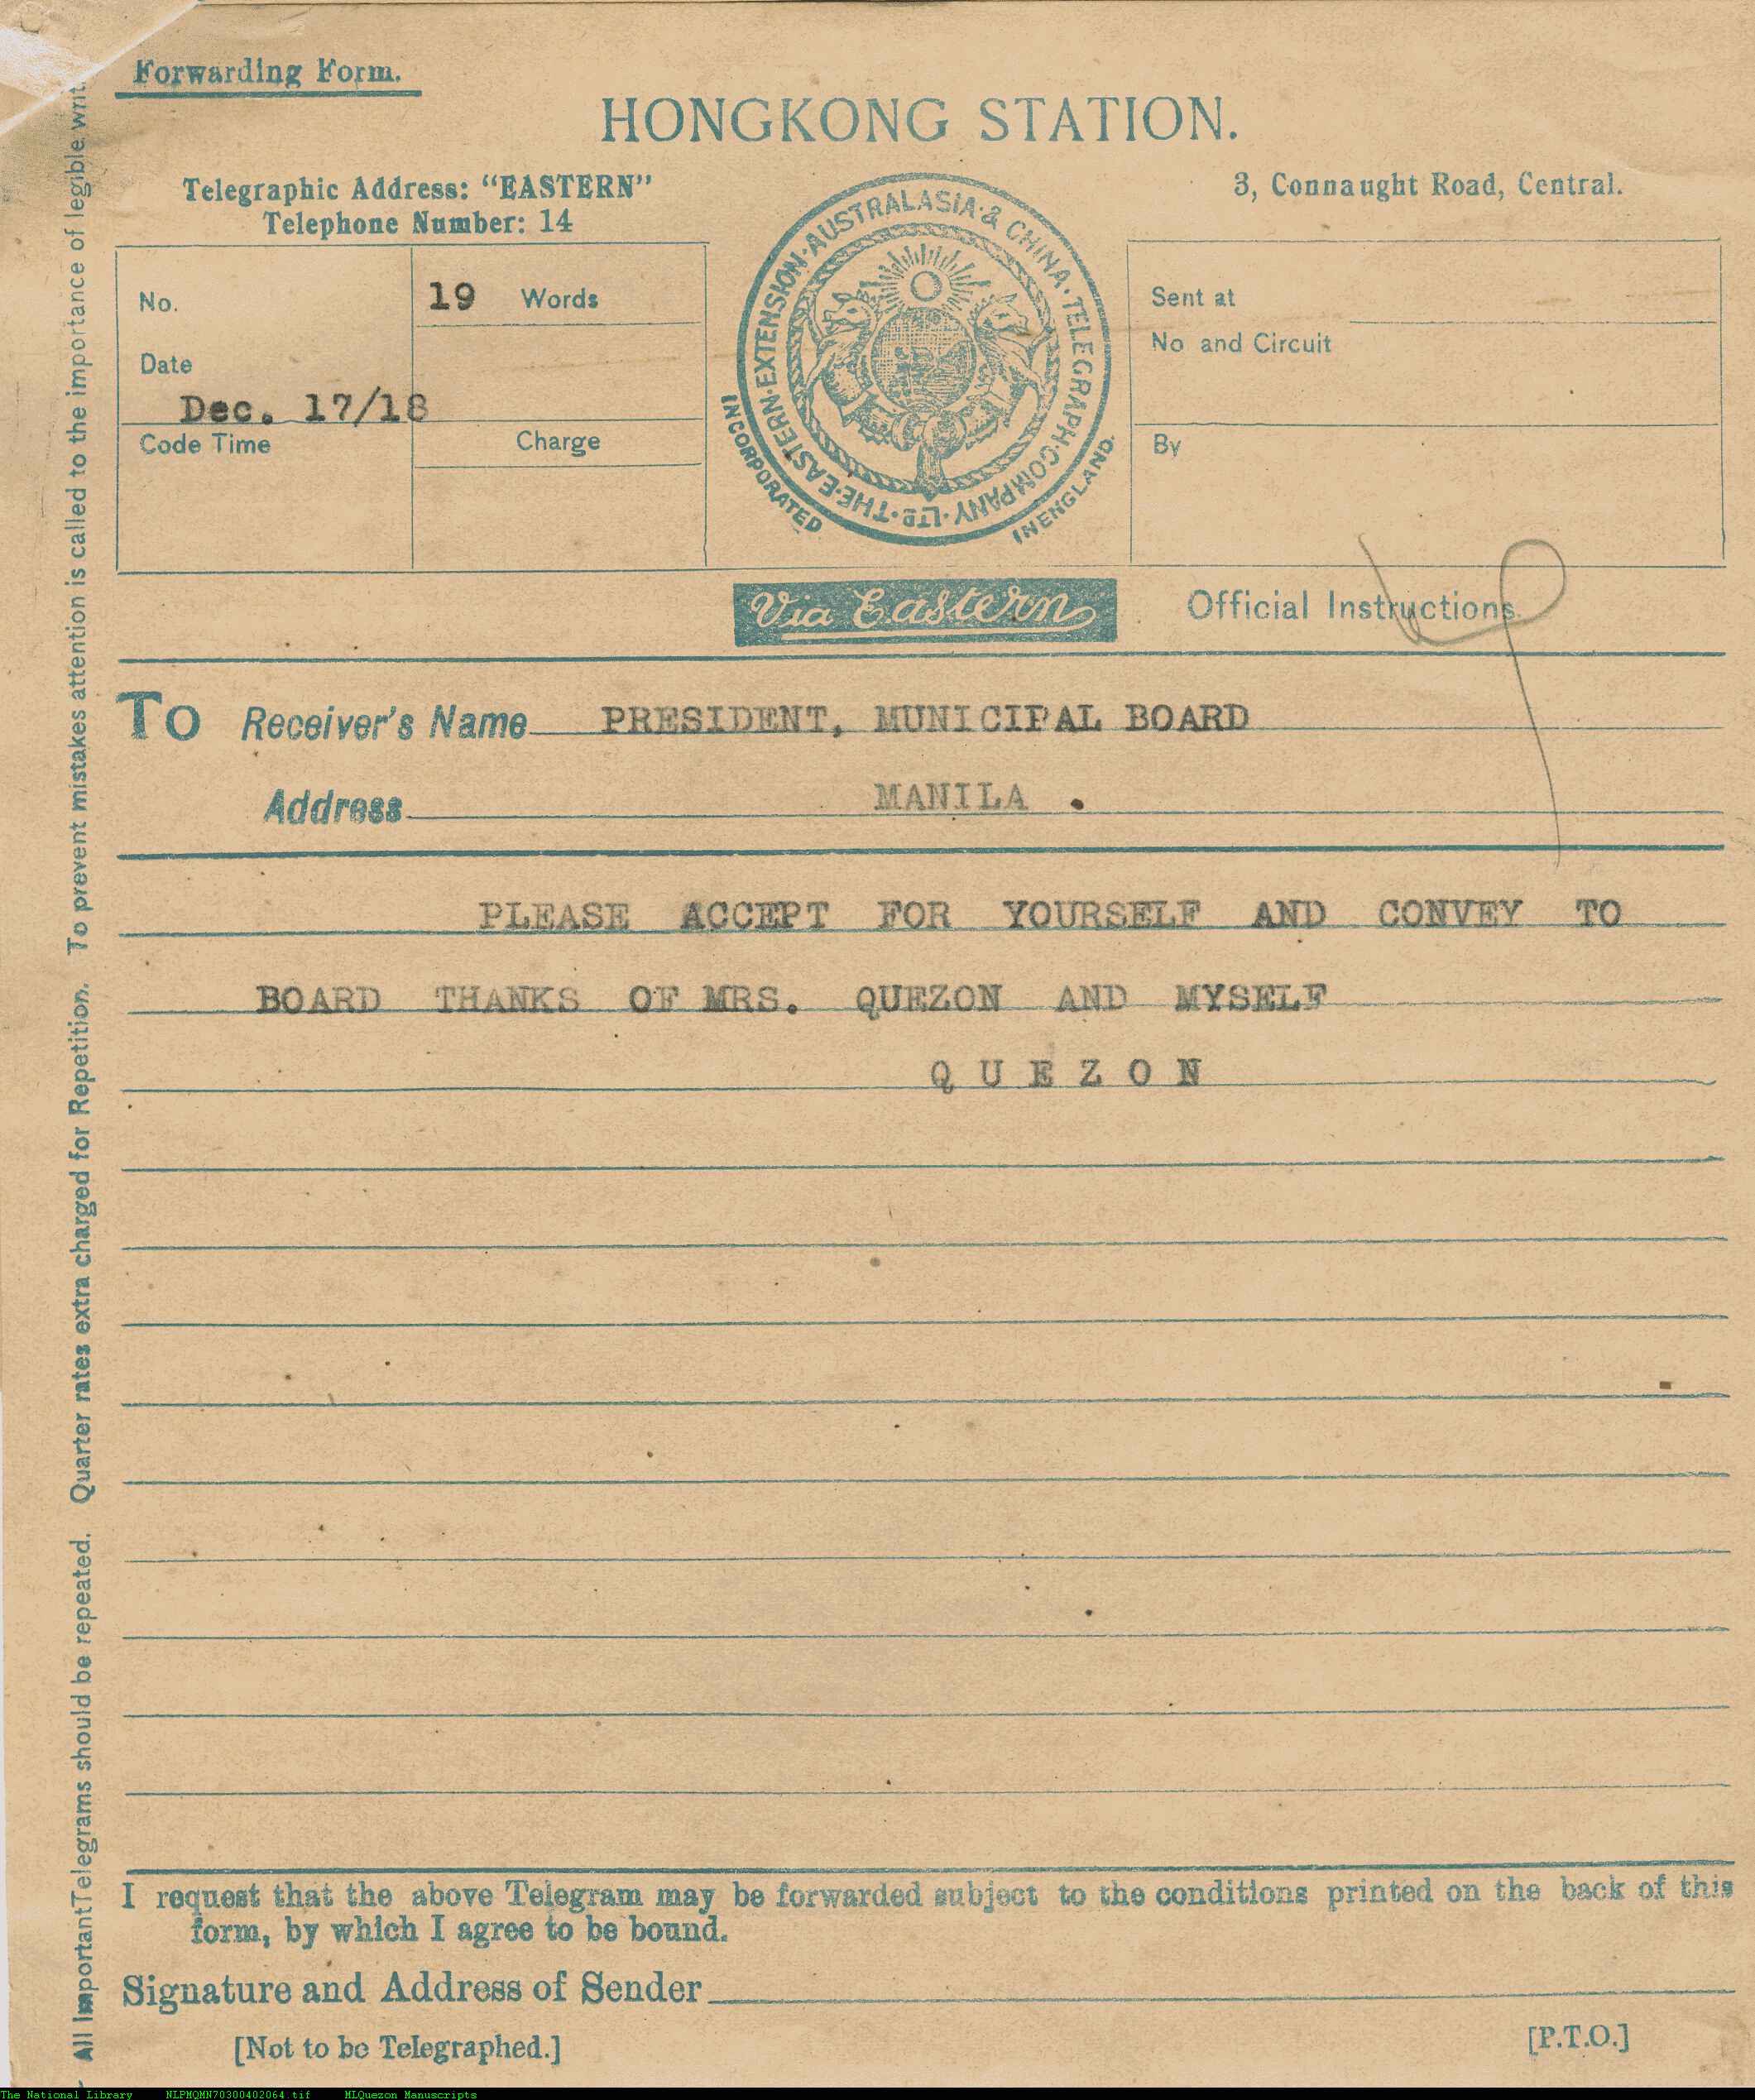 Forwarding Form.
HONGKONG STATION.
Telegraphic Address: “EASTERN”
Telephone Number: 14
3, Connaught Road, Central.
No.
19 Words
Date
Dec. 17/18
Code Time
Charge
THE·EASTERN·EXTENSION·AUSTRALASIA·&·CHINA·TELEGRAPH·COMPANY·LTD·
INCORPORATED IN ENGLAND.
Sent at
No and Circuit
By
Via Eastern
Official Instructions.
To Receiver's Name PRESIDENT, MUNICIPAL BOARD
Address MANILA .
PLEASE ACCEPT FOR YOURSELF AND CONVEY TO
BOARD THANKS OF MRS. QUEZON AND MYSELF
Q U E Z O N
I request that the above Telegram may be forwarded subject to the conditions printed on the back of this
form, by which I agree to be bound.
Signature and Address of Sender
[Not to be Telegraphed.]
[P.T.O.]
All Important Telegrams should be repeated. Quarter rates extra charged for Repetition. To prevent mistakes attention is called to the importance of legible writ.
The National Library NLPMQMN70300402064.tif MLQuezon Manuscripts